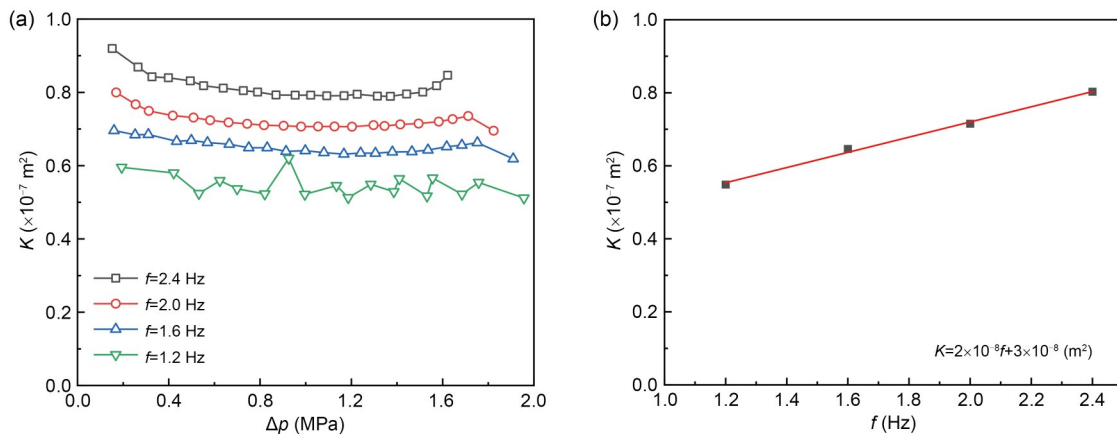 (a)
1.0
0.8
0.6
0.4
0.2
0.0
K (×10⁻⁷ m²)
f=2.4 Hz
f=2.0 Hz
f=1.6 Hz
f=1.2 Hz
0.0 0.4 0.8 1.2 1.6 2.0
Δp (MPa)
(b)
1.0
0.8
0.6
0.4
0.2
0.0
K (×10⁻⁷ m²)
K=2×10⁻⁸f+3×10⁻⁸ (m²)
1.0 1.2 1.4 1.6 1.8 2.0 2.2 2.4
f (Hz)